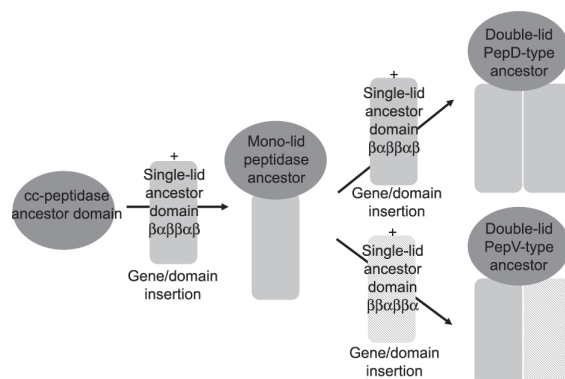 cc-peptidase
ancestor domain
+
Single-lid
ancestor
domain
βαββαβ
Gene/domain
insertion
Mono-lid
peptidase
ancestor
+
Single-lid
ancestor
domain
βαββαβ
Gene/domain
insertion
Double-lid
PepD-type
ancestor
+
Single-lid
ancestor
domain
ββαββα
Gene/domain
insertion
Double-lid
PepV-type
ancestor